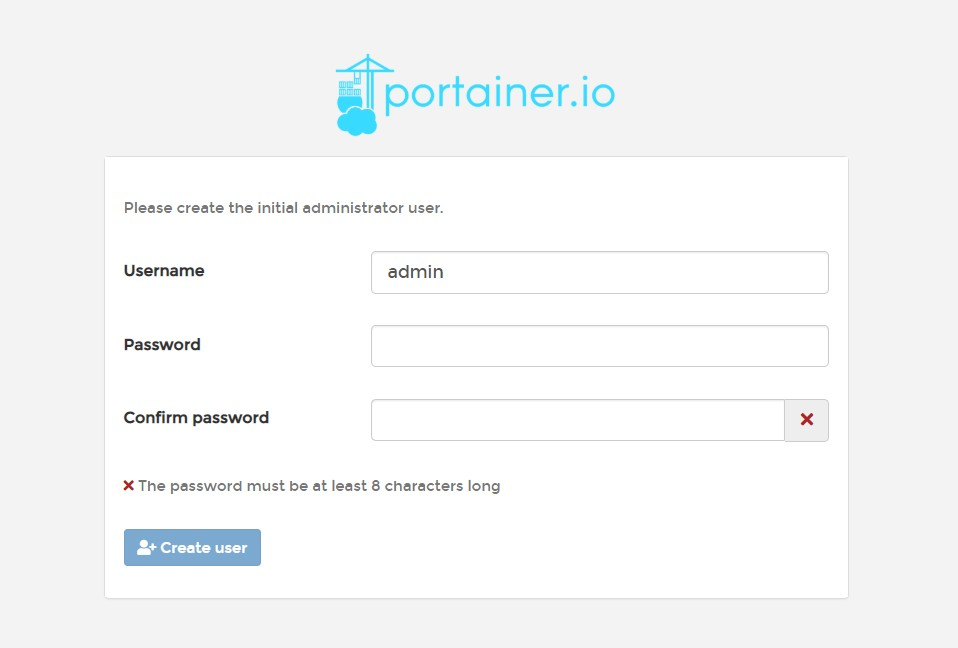 portainer.io
Please create the initial administrator user.
Username
admin
Password
Confirm password
The password must be at least 8 characters long
Create user